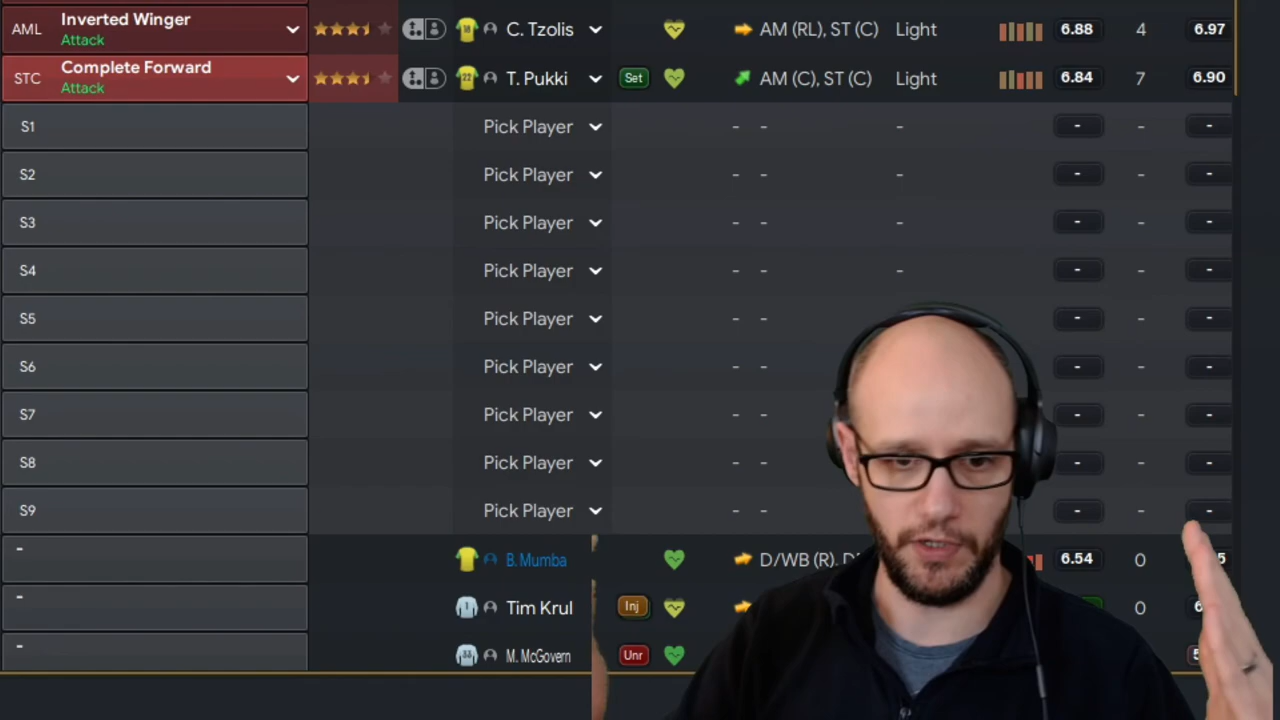 AML Inverted Winger Attack 18 C. Tzolis AM (RL), ST (C) Light 6.88 4 6.97
STC Complete Forward Attack 22 T. Pukki Set AM (C), ST (C) Light 6.84 7 6.90
S1 Pick Player - - - - - -
S2 Pick Player - - - - - -
S3 Pick Player - - - - - -
S4 Pick Player - - - - - -
S5 Pick Player - - - - -
S6 Pick Player - - - - -
S7 Pick Player - - - - -
S8 Pick Player - - - - -
S9 Pick Player - - - - -
- B. Mumba D/WB (R), 6.54 0
- Tim Krul Inj 0
- M. McGovern Unr